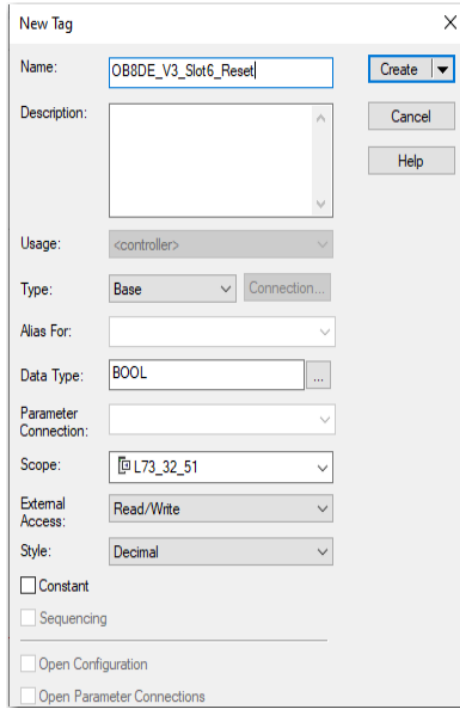 New Tag
Name: OB8DE_V3_Slot6_Reset Create
Description: Cancel
Help
Usage: <controller>
Type: Base Connection...
Alias For:
Data Type: BOOL ...
Parameter
Connection:
Scope: L73_32_51
External
Access: Read/Write
Style: Decimal
Constant
Sequencing
Open Configuration
Open Parameter Connections